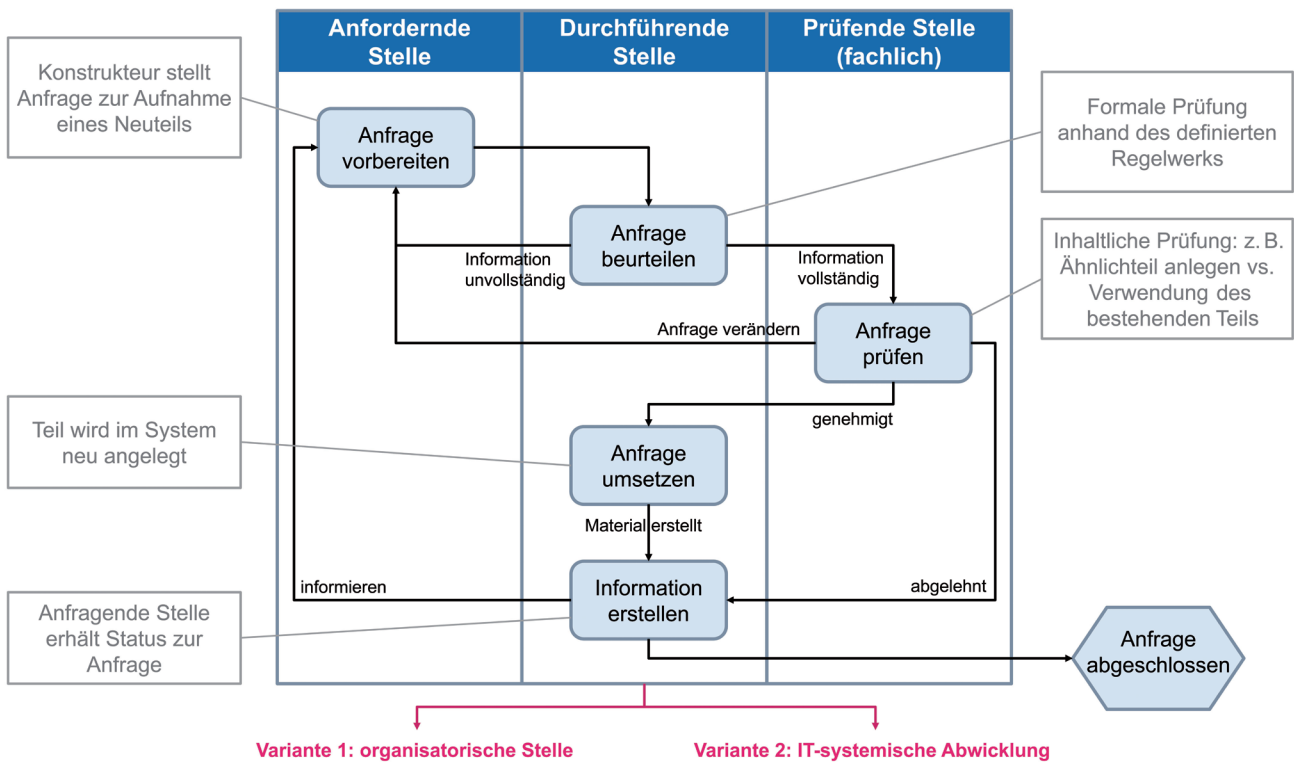 Anfordernde
Stelle
Durchführende
Stelle
Prüfende Stelle
(fachlich)
Konstrukteur stellt
Anfrage zur Aufnahme
eines Neuteils
Anfrage
vorbereiten
Formale Prüfung
anhand des definierten
Regelwerks
Anfrage
beurteilen
Information
unvollständig
Information
vollständig
Inhaltliche Prüfung: z. B.
Ähnlichteil anlegen vs.
Verwendung des
bestehenden Teils
Anfrage verändern
Anfrage
prüfen
genehmigt
Teil wird im System
neu angelegt
Anfrage
umsetzen
Material erstellt
informieren
Information
erstellen
abgelehnt
Anfragende Stelle
erhält Status zur
Anfrage
Anfrage
abgeschlossen
Variante 1: organisatorische Stelle
Variante 2: IT-systemische Abwicklung